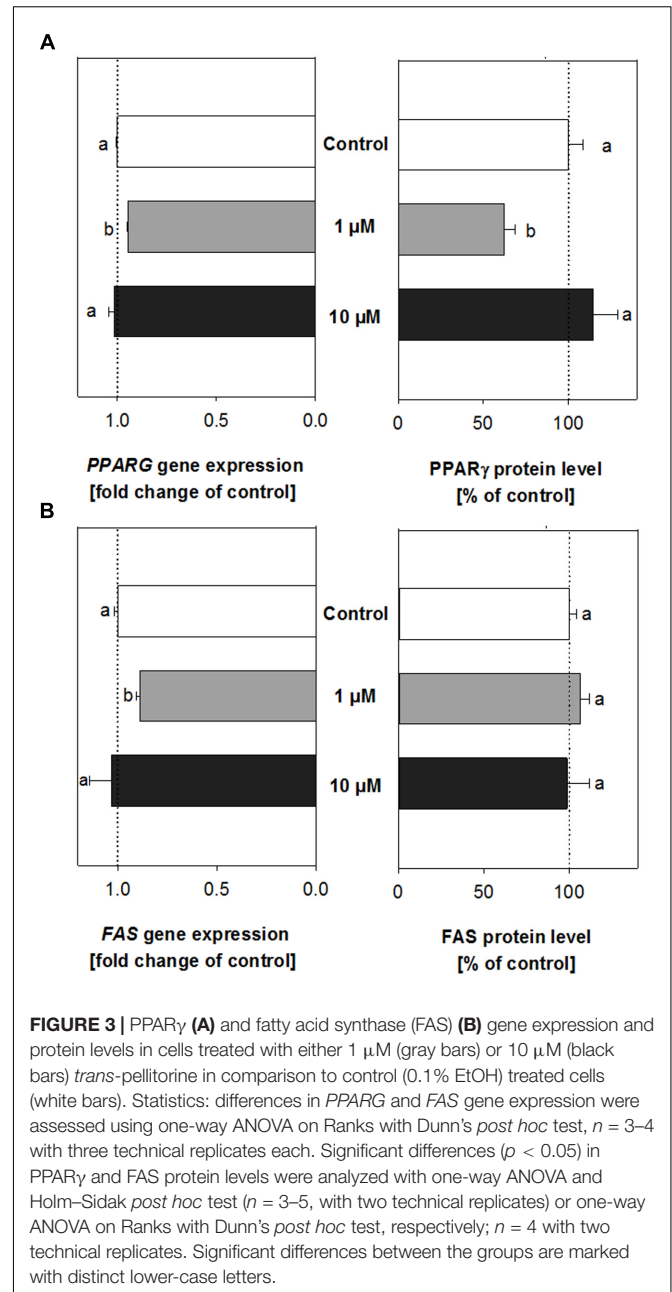 A
a
Control
a
b
1 µM
b
a
10 µM
a
1.0 0.5 0.0
0 50 100
PPARG gene expression
[fold change of control]
PPARγ protein level
[% of control]
B
a
Control
a
b
1 µM
a
a
10 µM
a
1.0 0.5 0.0
0 50 100
FAS gene expression
[fold change of control]
FAS protein level
[% of control]
FIGURE 3 | PPARγ (A) and fatty acid synthase (FAS) (B) gene expression and
protein levels in cells treated with either 1 μM (gray bars) or 10 μM (black
bars) trans-pellitorine in comparison to control (0.1% EtOH) treated cells
(white bars). Statistics: differences in PPARG and FAS gene expression were
assessed using one-way ANOVA on Ranks with Dunn's post hoc test, n = 3–4
with three technical replicates each. Significant differences (p < 0.05) in
PPARγ and FAS protein levels were analyzed with one-way ANOVA and
Holm–Sidak post hoc test (n = 3–5, with two technical replicates) or one-way
ANOVA on Ranks with Dunn's post hoc test, respectively; n = 4 with two
technical replicates. Significant differences between the groups are marked
with distinct lower-case letters.